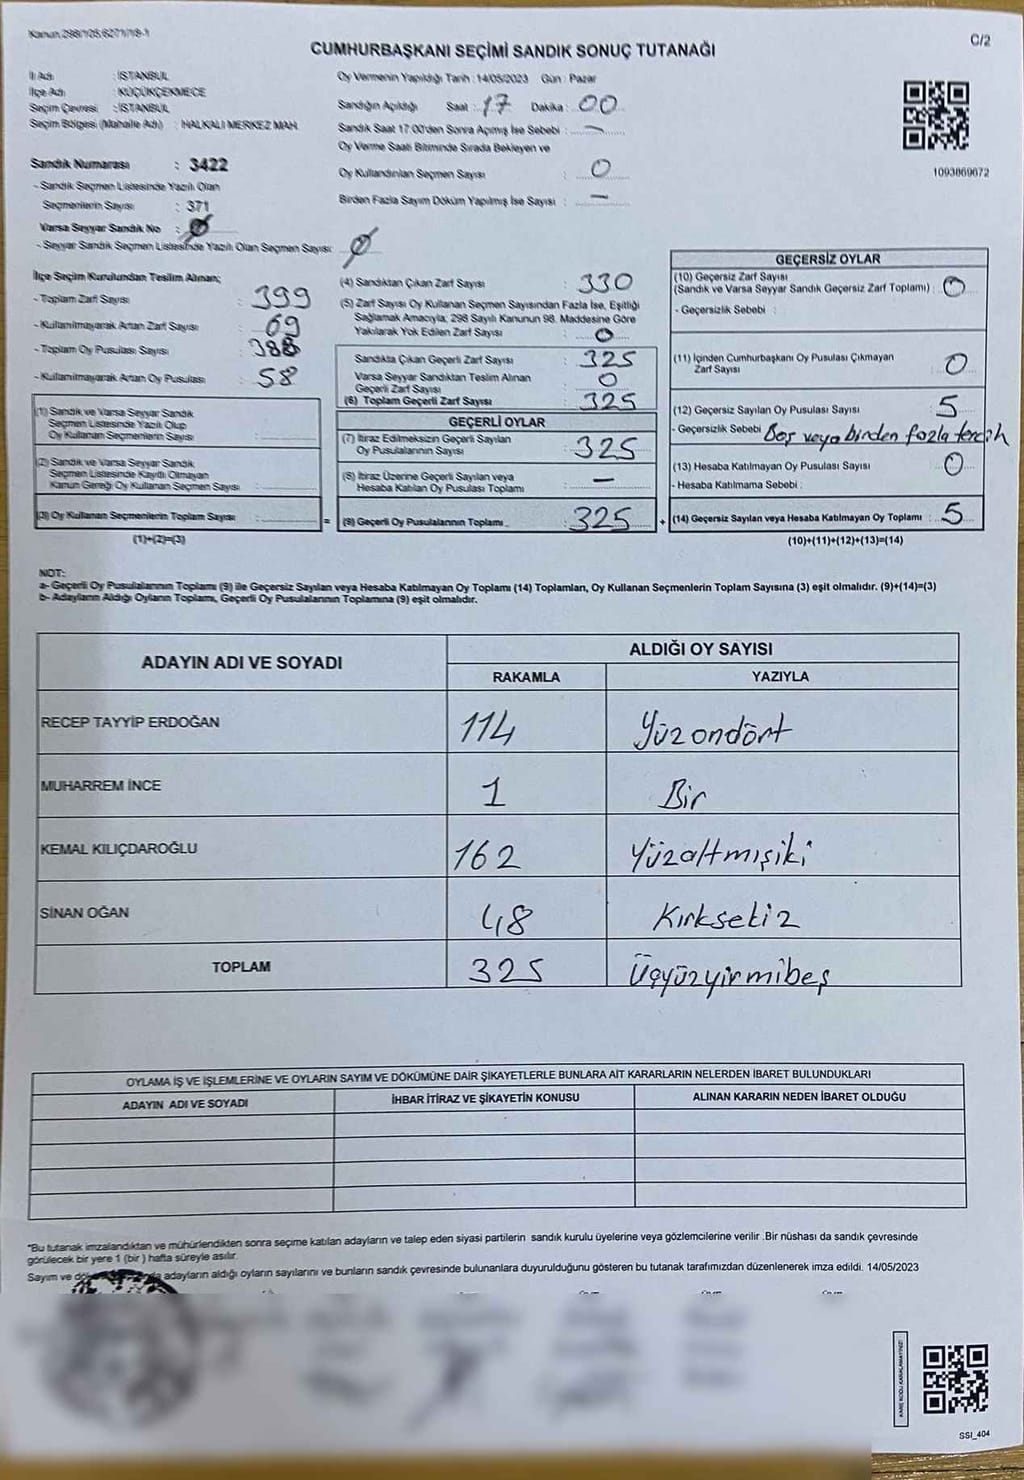 Kanun 298/105,6271/18-1
C/2
CUMHURBAŞKANI SEÇİMİ SANDIK SONUÇ TUTANAĞI
İl Adı : İSTANBUL
İlçe Adı : KÜÇÜKÇEKMECE
Seçim Çevresi : İSTANBUL
Seçim Bölgesi (Mahalle Adı) : HALKALI MERKEZ MAH.
Sandık Numarası : 3422
- Sandık Seçmen Listesinde Yazılı Olan
Seçmenlerin Sayısı : 371
Varsa Seyyar Sandık No : 0
- Seyyar Sandık Seçmen Listesinde Yazılı Olan Seçmen Sayısı: 0
Oy Vermenin Yapıldığı Tarih : 14/05/2023 Gün : Pazar
Sandığın Açıldığı Saat : 17 Dakika : 00
Sandık Saat 17:00'den Sonra Açılmış İse Sebebi : —
Oy Verme Saati Bitiminde Sırada Bekleyen ve
Oy Kullandırılan Seçmen Sayısı : 0
Birden Fazla Sayım Döküm Yapılmış İse Sayısı : —
1093869672
İlçe Seçim Kurulundan Teslim Alınan;
- Toplam Zarf Sayısı : 399
- Kullanılmayarak Artan Zarf Sayısı : 69
- Toplam Oy Pusulası Sayısı : 388
- Kullanılmayarak Artan Oy Pusulası : 58
(1) Sandık ve Varsa Seyyar Sandık
Seçmen Listesinde Yazılı Olup
Oy Kullanan Seçmenlerin Sayısı :
(2) Sandık ve Varsa Seyyar Sandık
Seçmen Listesinde Kayıtlı Olmayan
Kanun Gereği Oy Kullanan Seçmen Sayısı :
(3) Oy Kullanan Seçmenlerin Toplam Sayısı :
(1)+(2)=(3)
(4) Sandıktan Çıkan Zarf Sayısı : 330
(5) Zarf Sayısı Oy Kullanan Seçmen Sayısından Fazla İse, Eşitliği
Sağlamak Amacıyla; 298 Sayılı Kanunun 98. Maddesine Göre
Yakılarak Yok Edilen Zarf Sayısı : 0
Sandıkta Çıkan Geçerli Zarf Sayısı : 325
Varsa Seyyar Sandıktan Teslim Alınan
Geçerli Zarf Sayısı : 0
(6) Toplam Geçerli Zarf Sayısı : 325
GEÇERLİ OYLAR
(7) İtiraz Edilmeksizin Geçerli Sayılan
Oy Pusulalarının Sayısı : 325
(8) İtiraz Üzerine Geçerli Sayılan veya
Hesaba Katılan Oy Pusulası Toplamı : —
= (9) Geçerli Oy Pusulalarının Toplamı : 325
GEÇERSİZ OYLAR
(10) Geçersiz Zarf Sayısı
(Sandık ve Varsa Seyyar Sandık Geçersiz Zarf Toplamı) : 0
- Geçersizlik Sebebi :
(11) İçinden Cumhurbaşkanı Oy Pusulası Çıkmayan
Zarf Sayısı : 0
(12) Geçersiz Sayılan Oy Pusulası Sayısı : 5
- Geçersizlik Sebebi Boş veya birden fazla tercih
(13) Hesaba Katılmayan Oy Pusulası Sayısı : 0
- Hesaba Katılmama Sebebi :
+ (14) Geçersiz Sayılan veya Hesaba Katılmayan Oy Toplamı : 5
(10)+(11)+(12)+(13)=(14)
NOT:
a- Geçerli Oy Pusulalarının Toplamı (9) ile Geçersiz Sayılan veya Hesaba Katılmayan Oy Toplamı (14) Toplamları, Oy Kullanan Seçmenlerin Toplam Sayısına (3) eşit olmalıdır. (9)+(14)=(3)
b- Adayların Aldığı Oyların Toplamı, Geçerli Oy Pusulalarının Toplamına (9) eşit olmalıdır.
ADAYIN ADI VE SOYADI ALDIĞI OY SAYISI
RAKAMLA YAZIYLA
RECEP TAYYİP ERDOĞAN 114 Yüzondört
MUHARREM İNCE 1 Bir
KEMAL KILIÇDAROĞLU 162 Yüzaltmışiki
SİNAN OĞAN 48 Kırksekiz
TOPLAM 325 Üçyüzyirmibeş
OYLAMA İŞ VE İŞLEMLERİNE VE OYLARIN SAYIM VE DÖKÜMÜNE DAİR ŞİKAYETLERLE BUNLARA AİT KARARLARIN NELERDEN İBARET BULUNDUKLARI
ADAYIN ADI VE SOYADI İHBAR İTİRAZ VE ŞİKAYETİN KONUSU ALINAN KARARIN NEDEN İBARET OLDUĞU
"Bu tutanak imzalandıktan ve mühürlendikten sonra seçime katılan adayların ve talep eden siyasi partilerin sandık kurulu üyelerine veya gözlemcilerine verilir .Bir nüshası da sandık çevresinde
görülecek bir yere 1 (bir ) hafta süreyle asılır.
Sayım ve adayların aldığı oyların sayılarını ve bunların sandık çevresinde bulunanlara duyurulduğunu gösteren bu tutanak tarafımızdan düzenlenerek imza edildi. 14/05/2023
KARE KODU KARALAMAYINIZ!
SSI_404